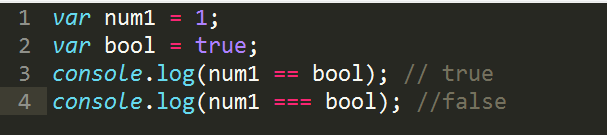 1 var num1 = 1;
2 var bool = true;
3 console.log(num1 == bool); // true
4 console.log(num1 === bool); //false